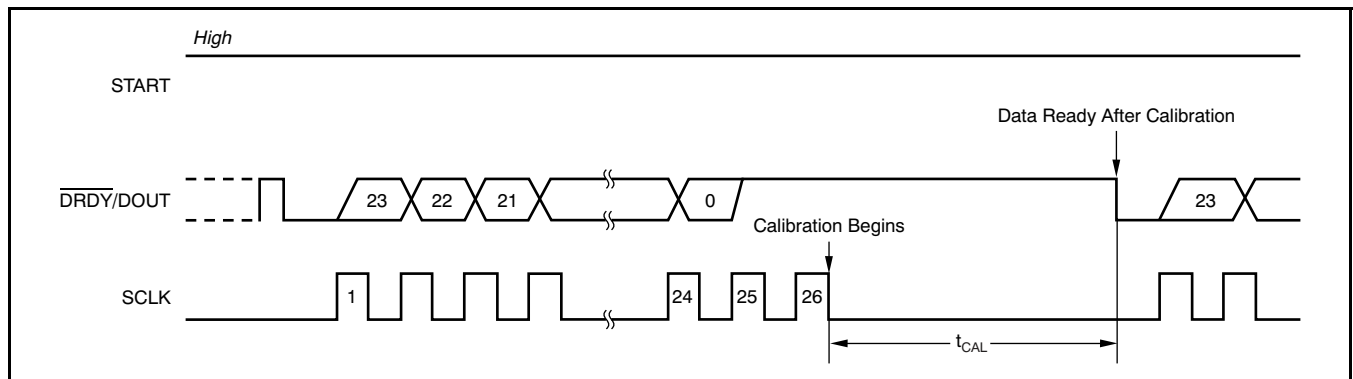 High
START
Data Ready After Calibration
DRDY/DOUT
23 22 21 0 23
Calibration Begins
SCLK
1 24 25 26
tCAL